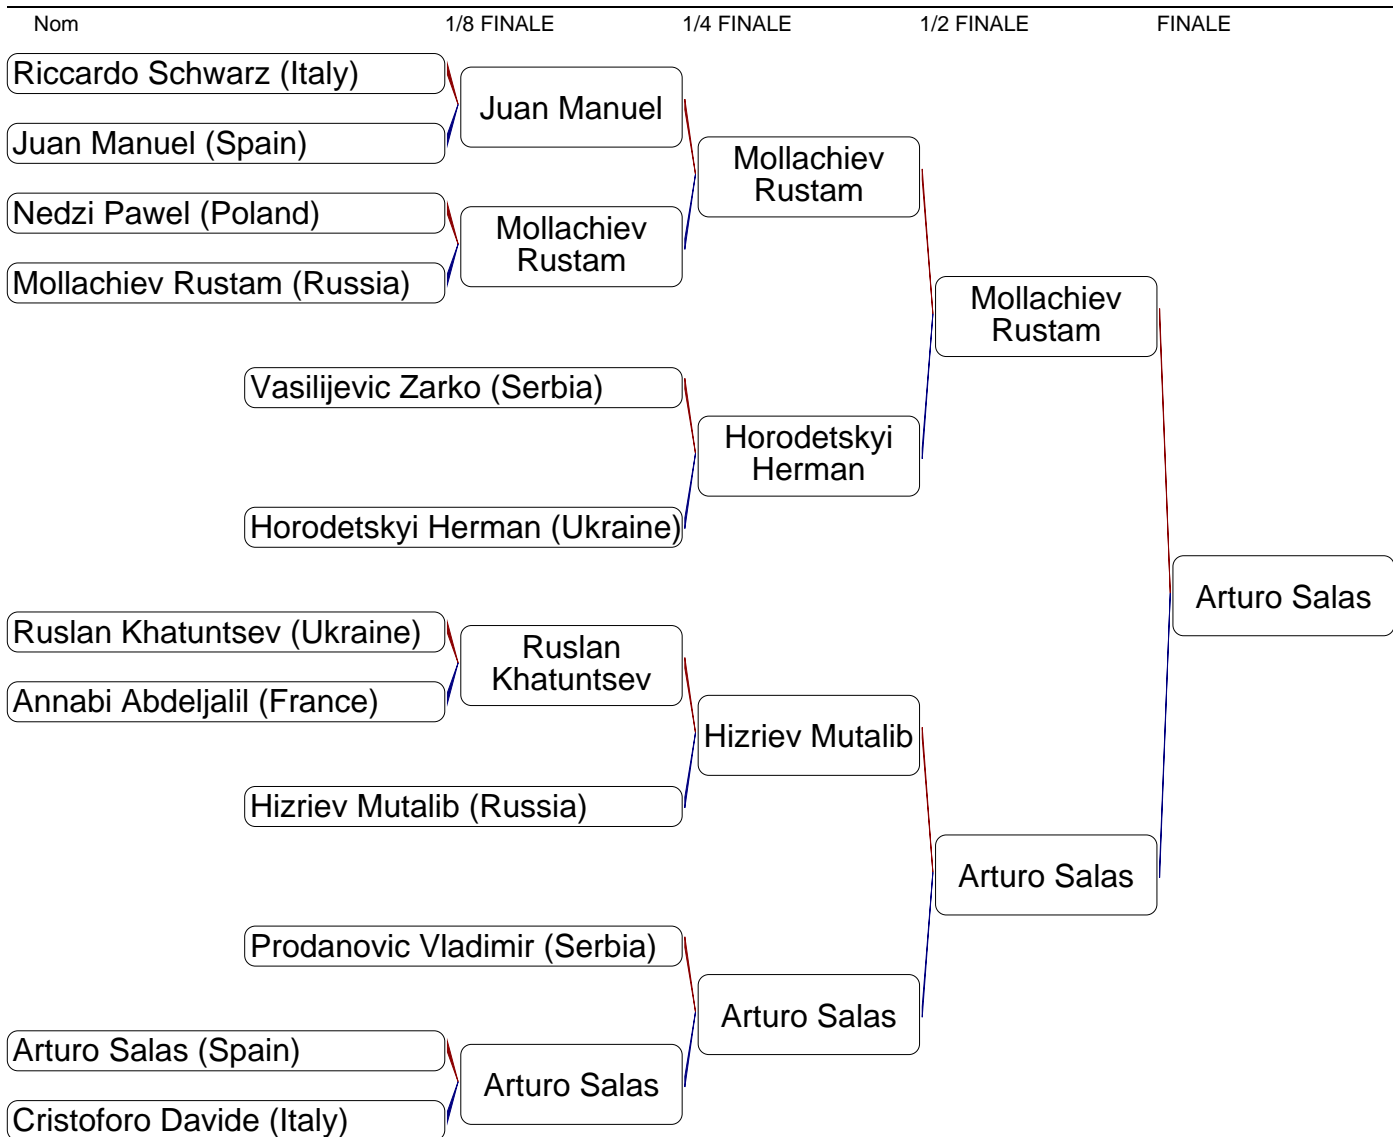 Nom 1/8 FINALE 1/4 FINALE 1/2 FINALE FINALE
Riccardo Schwarz (Italy)
Juan Manuel
Juan Manuel (Spain)
Mollachiev
Rustam
Nedzi Pawel (Poland)
Mollachiev
Rustam
Mollachiev Rustam (Russia)
Mollachiev
Rustam
Vasilijevic Zarko (Serbia)
Horodetskyi
Herman
Horodetskyi Herman (Ukraine)
Arturo Salas
Ruslan Khatuntsev (Ukraine)
Ruslan
Khatuntsev
Annabi Abdeljalil (France)
Hizriev Mutalib
Hizriev Mutalib (Russia)
Arturo Salas
Prodanovic Vladimir (Serbia)
Arturo Salas
Arturo Salas (Spain)
Arturo Salas
Cristoforo Davide (Italy)